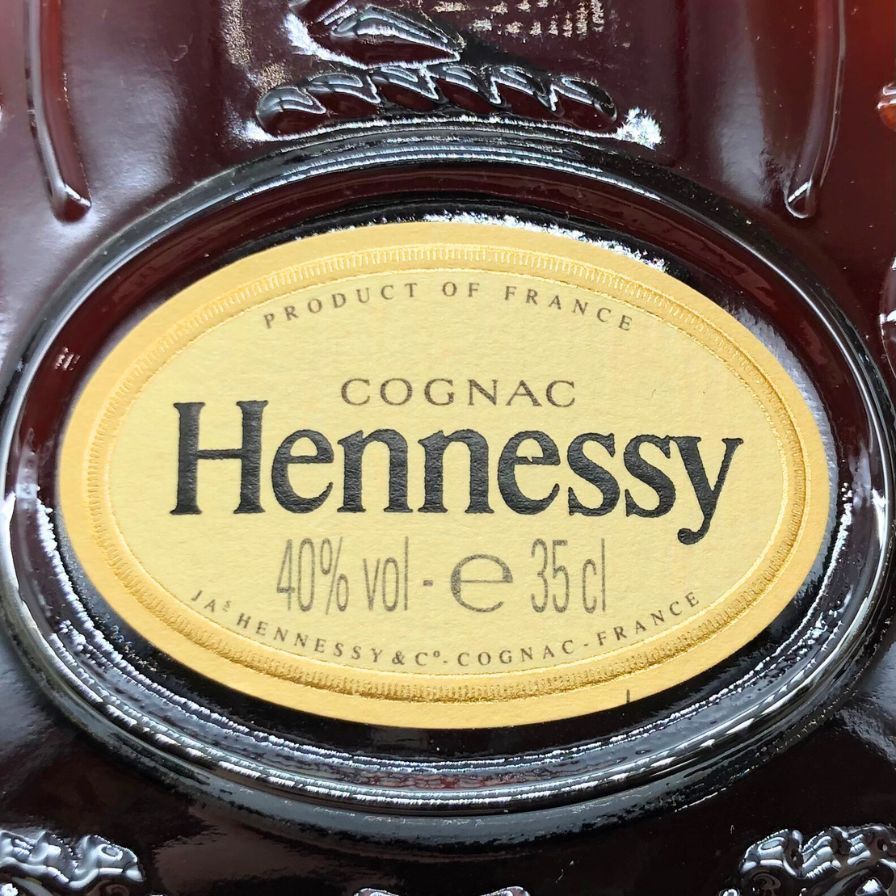 PRODUCT OF FRANCE
COGNAC
Hennessy
40% vol - e 35 cl
JAS HENNESSY & Co. - COGNAC - FRANCE